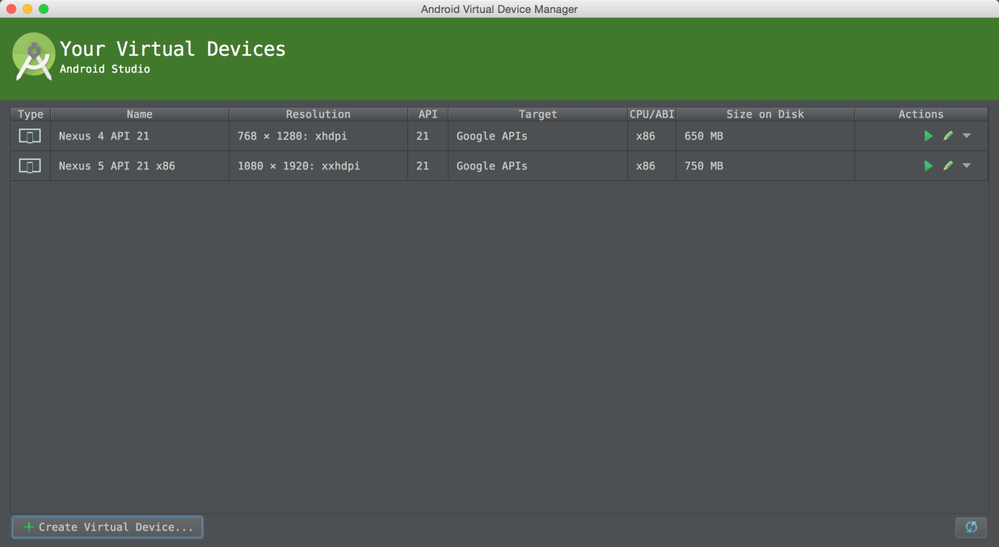 Android Virtual Device Manager
Your Virtual Devices
Android Studio
Type Name Resolution API Target CPU/ABI Size on Disk Actions
Nexus 4 API 21 768 × 1280: xhdpi 21 Google APIs x86 650 MB
Nexus 5 API 21 x86 1080 × 1920: xxhdpi 21 Google APIs x86 750 MB
Create Virtual Device...